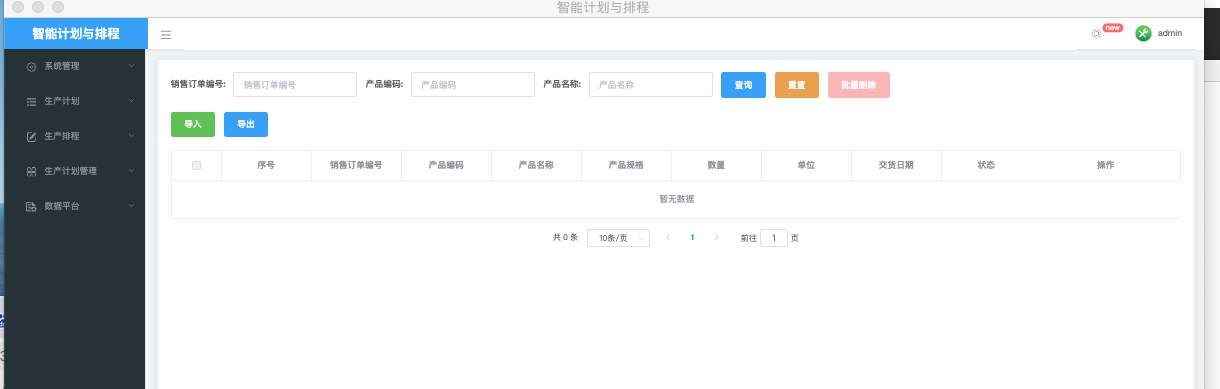 智能计划与排程
智能计划与排程
new
admin
系统管理
生产计划
生产排程
生产计划管理
数据平台
销售订单编号: 销售订单编号 产品编码: 产品编码 产品名称: 产品名称 查询 重置 批量删除
导入 导出
序号 销售订单编号 产品编码 产品名称 产品规格 数量 单位 交货日期 状态 操作
暂无数据
共 0 条 10条/页 1 前往 1 页